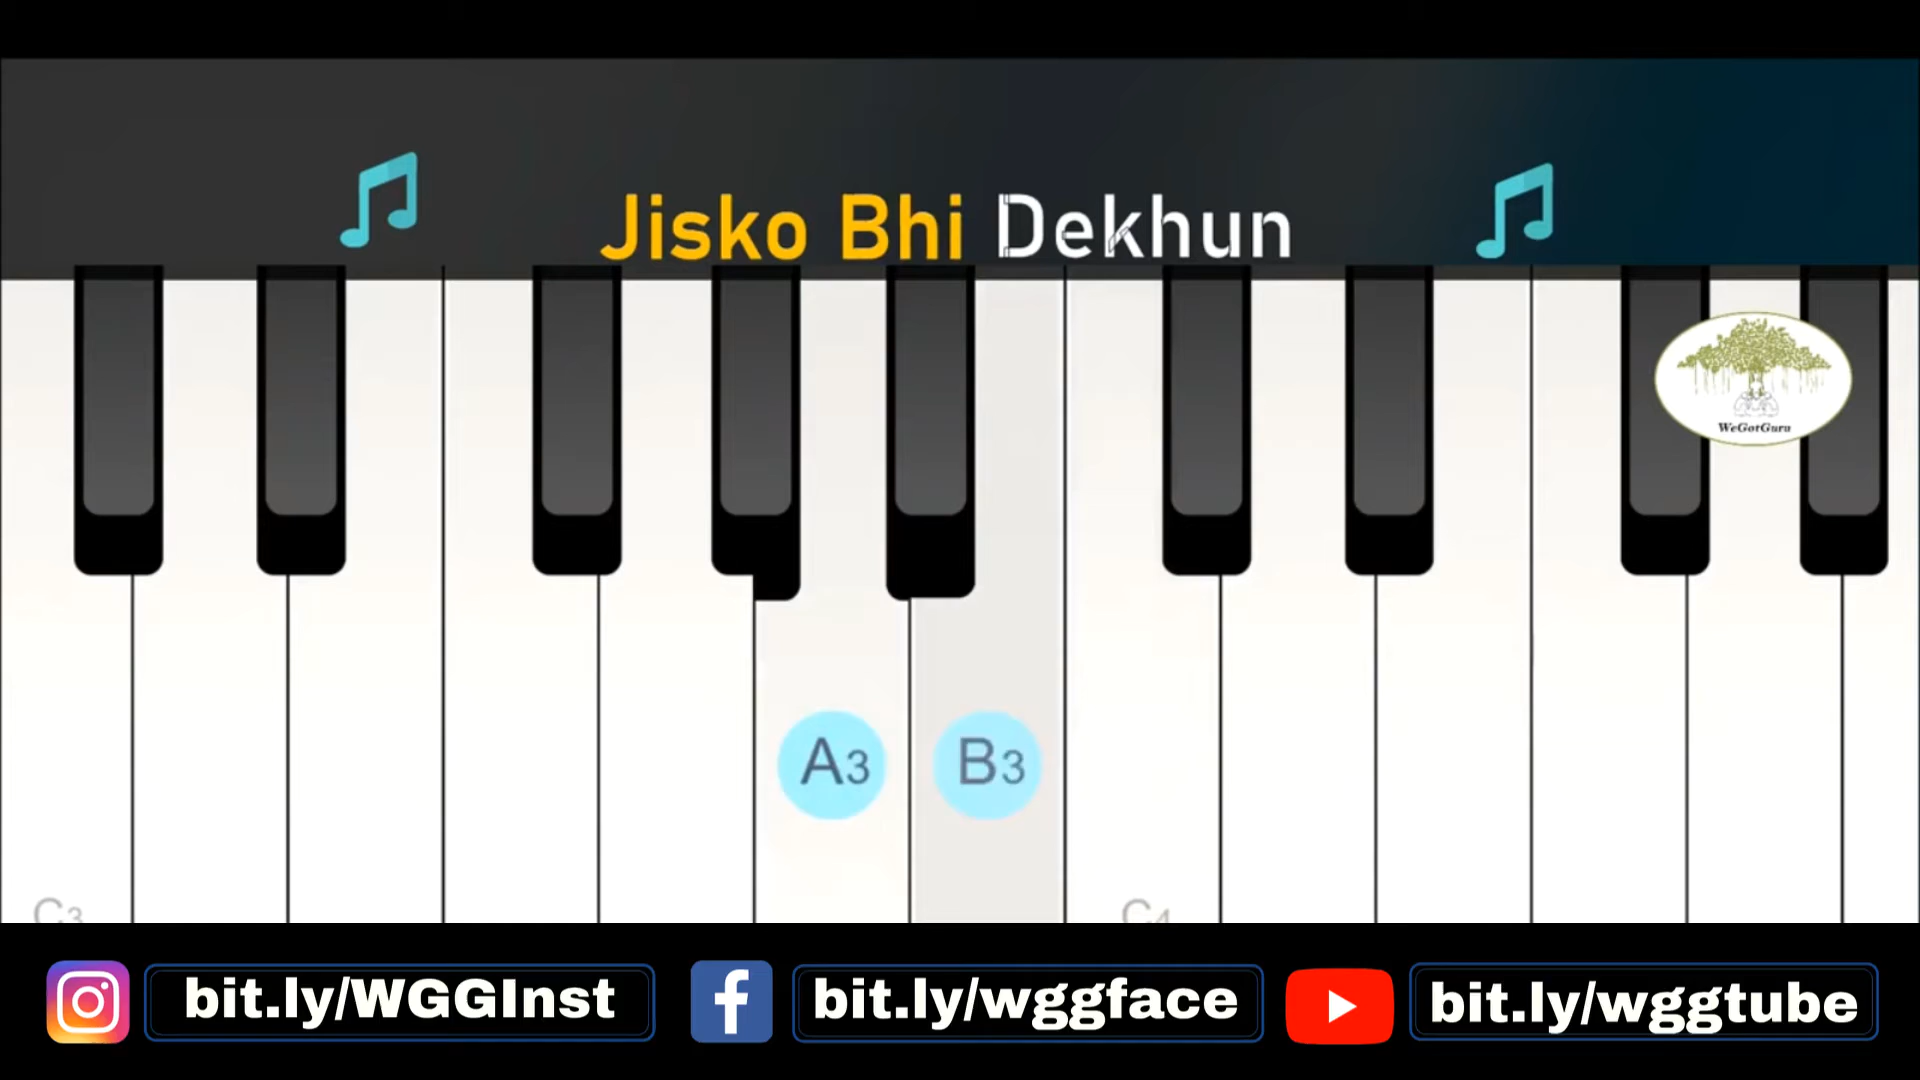 Jisko Bhi Dekhun
WeGotGuru
A3
B3
C3
C4
bit.ly/WGGInst
bit.ly/wggface
bit.ly/wggtube